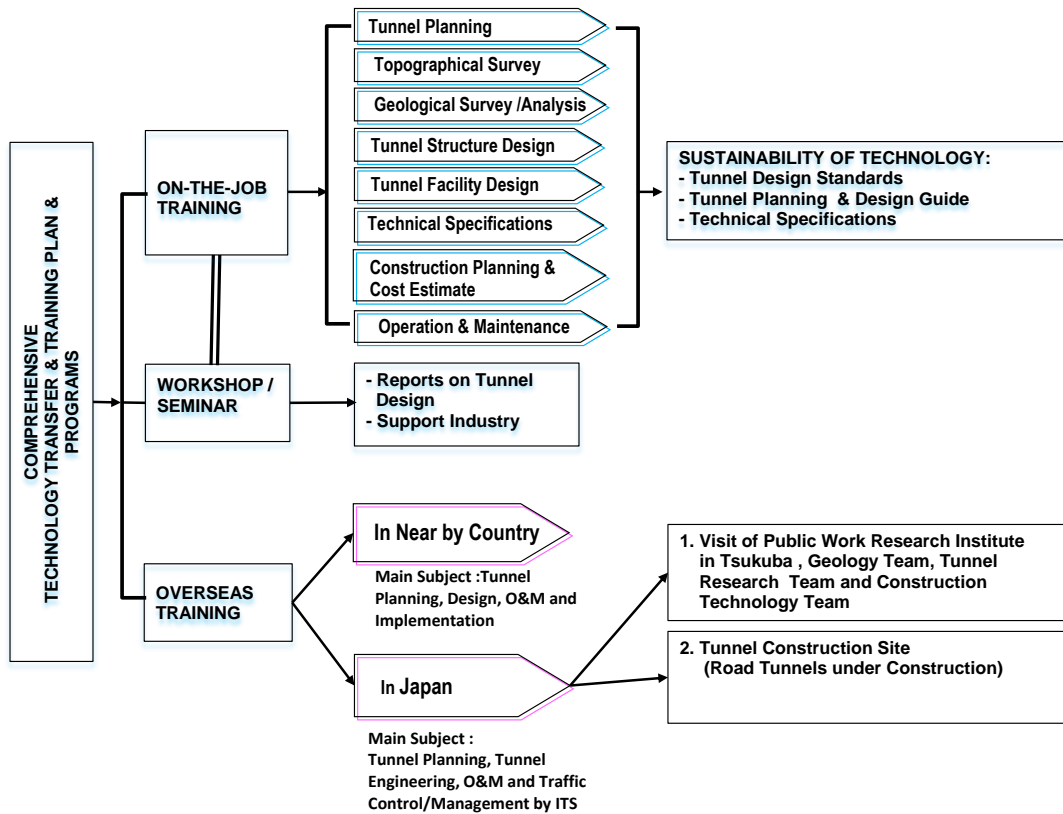 COMPREHENSIVE
TECHNOLOGY TRANSFER & TRAINING PLAN &
PROGRAMS
ON-THE-JOB
TRAINING
Tunnel Planning
Topographical Survey
Geological Survey /Analysis
Tunnel Structure Design
Tunnel Facility Design
Technical Specifications
Construction Planning &
Cost Estimate
Operation & Maintenance
SUSTAINABILITY OF TECHNOLOGY:
- Tunnel Design Standards
- Tunnel Planning & Design Guide
- Technical Specifications
WORKSHOP /
SEMINAR
- Reports on Tunnel
Design
- Support Industry
OVERSEAS
TRAINING
In Near by Country
Main Subject :Tunnel
Planning, Design, O&M and
Implementation
In Japan
Main Subject :
Tunnel Planning, Tunnel
Engineering, O&M and Traffic
Control/Management by ITS
1. Visit of Public Work Research Institute
in Tsukuba , Geology Team, Tunnel
Research Team and Construction
Technology Team
2. Tunnel Construction Site
(Road Tunnels under Construction)